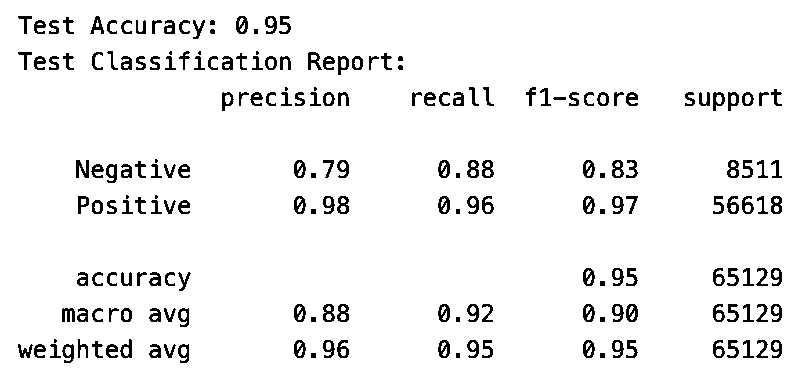 Test Accuracy: 0.95
Test Classification Report:
precision recall f1-score support
Negative 0.79 0.88 0.83 8511
Positive 0.98 0.96 0.97 56618
accuracy 0.95 65129
macro avg 0.88 0.92 0.90 65129
weighted avg 0.96 0.95 0.95 65129